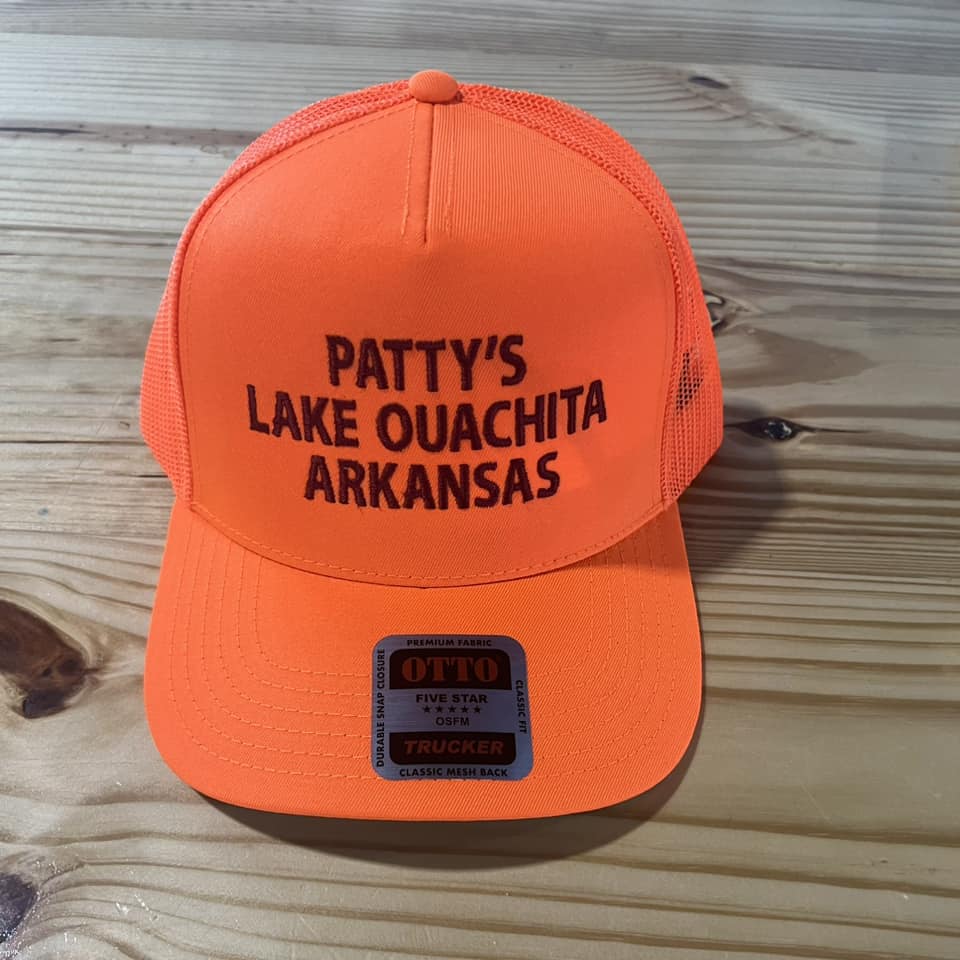 PATTY'S
LAKE OUACHITA
ARKANSAS
PREMIUM FABRIC
DURABLE SNAP CLOSURE
OTTO
FIVE STAR
★★★★★
OSFM
TRUCKER
CLASSIC FIT
CLASSIC MESH BACK